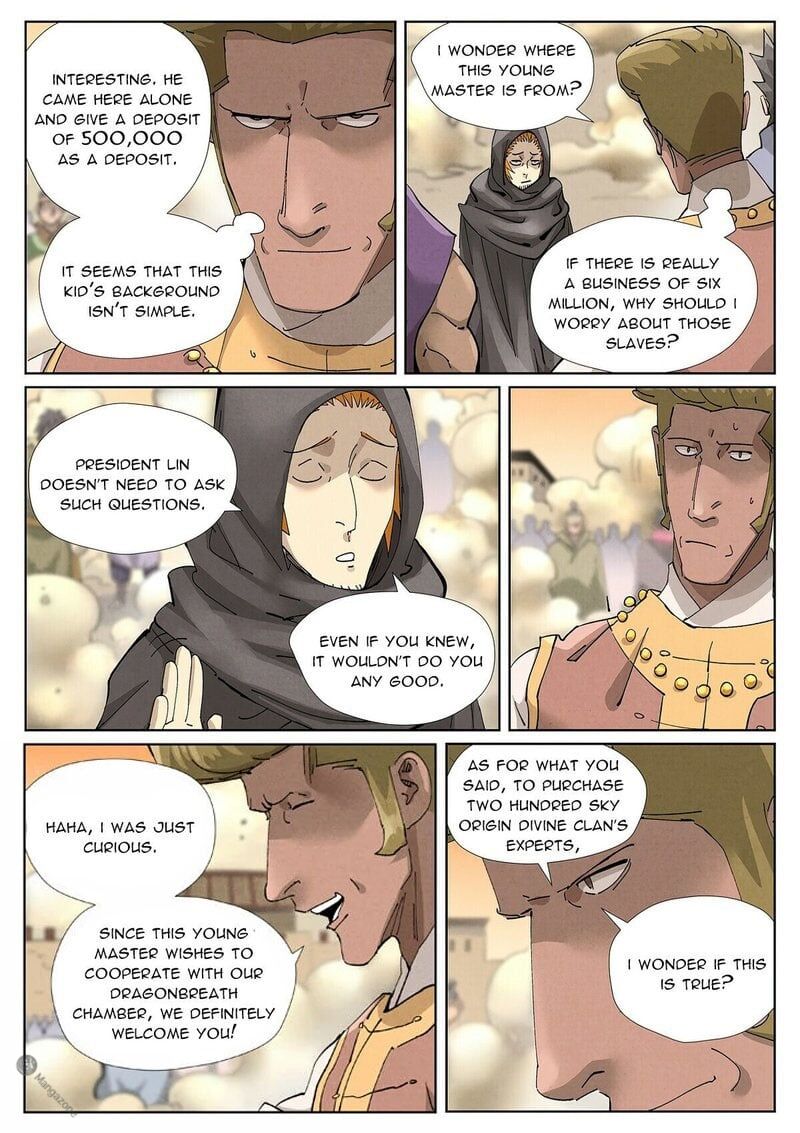 INTERESTING. HE
CAME HERE ALONE
AND GIVE A DEPOSIT
OF 500,000
AS A DEPOSIT.
IT SEEMS THAT THIS
KID'S BACKGROUND
ISN'T SIMPLE.
I WONDER WHERE
THIS YOUNG
MASTER IS FROM?
IF THERE IS REALLY
A BUSINESS OF SIX
MILLION, WHY SHOULD I
WORRY ABOUT THOSE
SLAVES?
PRESIDENT LIN
DOESN'T NEED TO ASK
SUCH QUESTIONS.
EVEN IF YOU KNEW,
IT WOULDN'T DO YOU
ANY GOOD.
HAHA, I WAS JUST
CURIOUS.
SINCE THIS YOUNG
MASTER WISHES TO
COOPERATE WITH OUR
DRAGONBREATH
CHAMBER, WE DEFINITELY
WELCOME YOU!
AS FOR WHAT YOU
SAID, TO PURCHASE
TWO HUNDRED SKY
ORIGIN DIVINE CLAN'S
EXPERTS,
I WONDER IF THIS
IS TRUE?
Mangazone